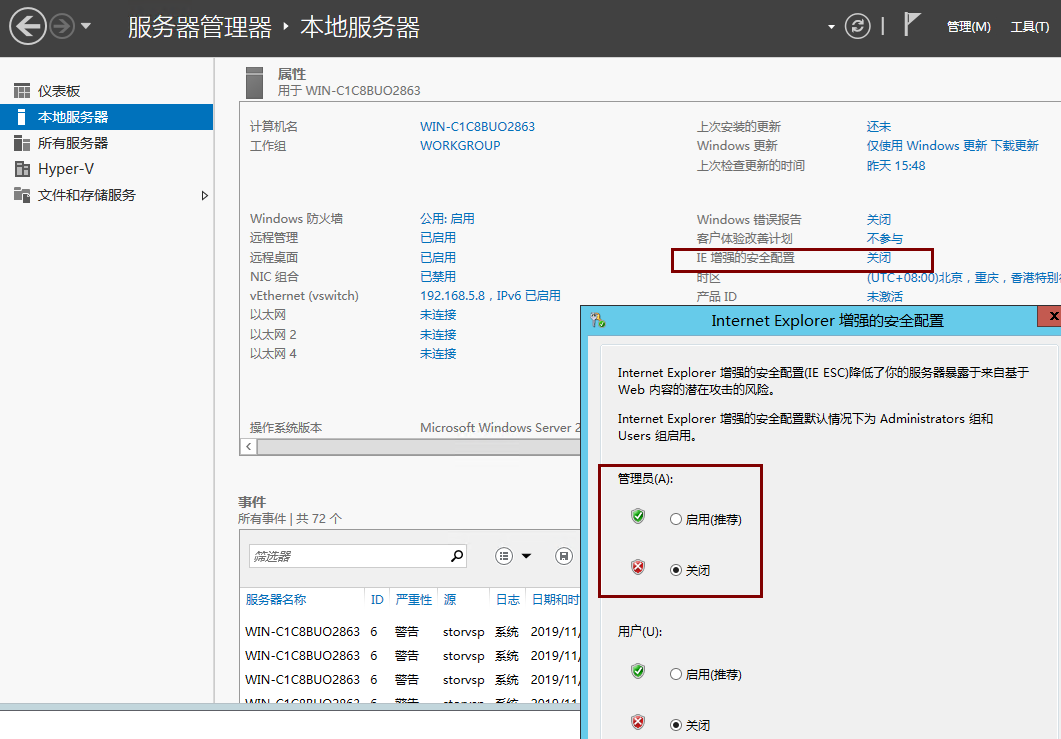 服务器管理器 ‣ 本地服务器
管理(M) 工具(T)
仪表板
本地服务器
所有服务器
Hyper-V
文件和存储服务
属性
用于 WIN-C1C8BUO2863
计算机名 WIN-C1C8BUO2863 上次安装的更新 还未
工作组 WORKGROUP Windows 更新 仅使用 Windows 更新 下载更新
上次检查更新的时间 昨天 15:48
Windows 防火墙 公用: 启用 Windows 错误报告 关闭
远程管理 已启用 客户体验改善计划 不参与
远程桌面 已启用 IE 增强的安全配置 关闭
NIC 组合 已禁用 时区 (UTC+08:00)北京，重庆，香港特别
vEthernet (vswitch) 192.168.5.8，IPv6 已启用 产品 ID 未激活
以太网 未连接
以太网 2 未连接
以太网 4 未连接
操作系统版本 Microsoft Windows Server 2
Internet Explorer 增强的安全配置
Internet Explorer 增强的安全配置(IE ESC)降低了你的服务器暴露于来自基于
Web 内容的潜在攻击的风险。
Internet Explorer 增强的安全配置默认情况下为 Administrators 组和
Users 组启用。
管理员(A):
启用(推荐)
关闭
用户(U):
启用(推荐)
关闭
事件
所有事件 | 共 72 个
筛选器
服务器名称 ID 严重性 源 日志 日期和时
WIN-C1C8BUO2863 6 警告 storvsp 系统 2019/11/
WIN-C1C8BUO2863 6 警告 storvsp 系统 2019/11/
WIN-C1C8BUO2863 6 警告 storvsp 系统 2019/11/
WIN-C1C8BUO2863 6 警告 storvsp 系统 2019/11/